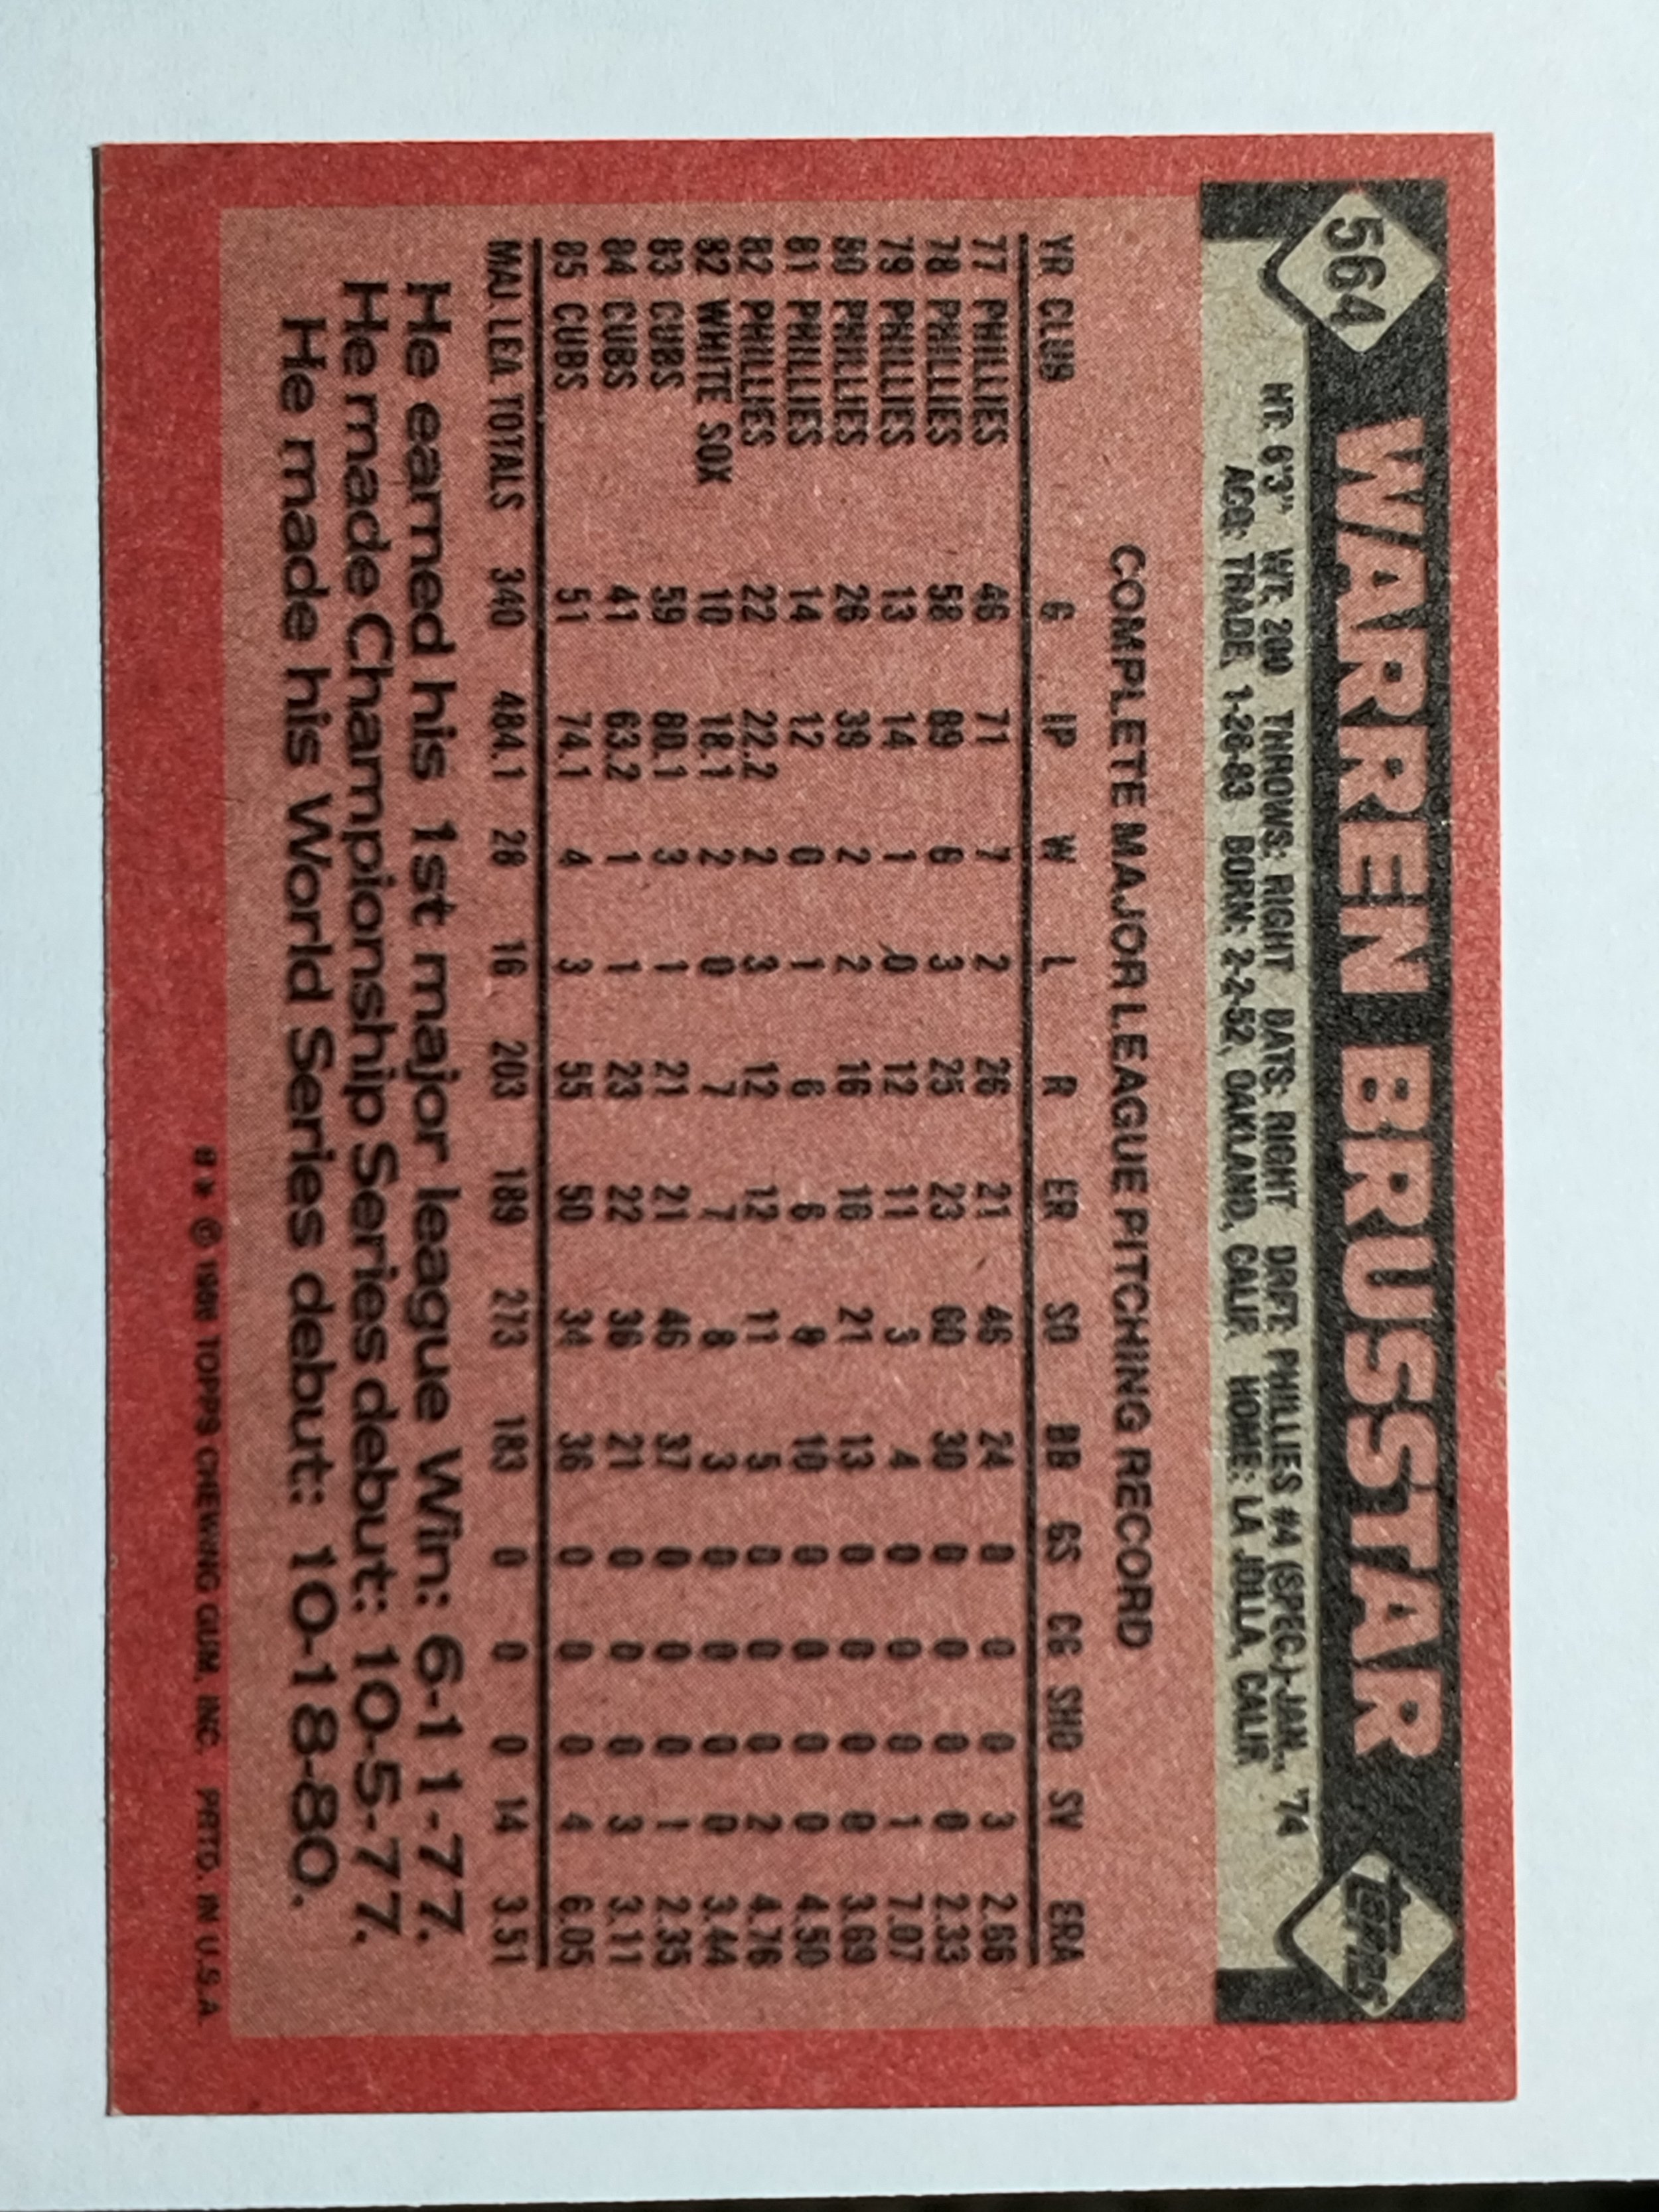 564 WARREN BRUSSTAR topps
HT: 6'3" WT: 200 THROWS: RIGHT BATS: RIGHT DRFT: PHILLIES #4 (SPEC.)-JAN., '74
ACQ: TRADE, 1-26-83 BORN: 2-2-52, OAKLAND, CALIF. HOME: LA JOLLA, CALIF.
COMPLETE MAJOR LEAGUE PITCHING RECORD
YR CLUB G IP W L R ER SO BB GS CG SHO SV ERA
77 PHILLIES 46 71 7 2 26 21 46 24 0 0 0 3 2.66
78 PHILLIES 58 89 6 3 25 23 60 30 0 0 0 0 2.33
79 PHILLIES 13 14 1 0 12 11 3 4 0 0 0 1 7.07
80 PHILLIES 26 39 2 2 16 16 21 13 0 0 0 0 3.69
81 PHILLIES 14 12 0 1 6 6 8 10 0 0 0 0 4.50
82 PHILLIES 22 22.2 2 3 12 12 11 5 0 0 0 2 4.76
82 WHITE SOX 10 18.1 2 0 7 7 8 3 0 0 0 0 3.44
83 CUBS 59 80.1 3 1 21 21 46 37 0 0 0 1 2.35
84 CUBS 41 63.2 1 1 23 22 36 21 0 0 0 3 3.11
85 CUBS 51 74.1 4 3 55 50 34 36 0 0 0 4 6.05
MAJ. LEA. TOTALS 340 484.1 28 16 203 189 273 183 0 0 0 14 3.51
He earned his 1st major league Win: 6-11-77.
He made Championship Series debut: 10-5-77.
He made his World Series debut: 10-18-80.
© 1986 TOPPS CHEWING GUM, INC. PRTD. IN U.S.A.